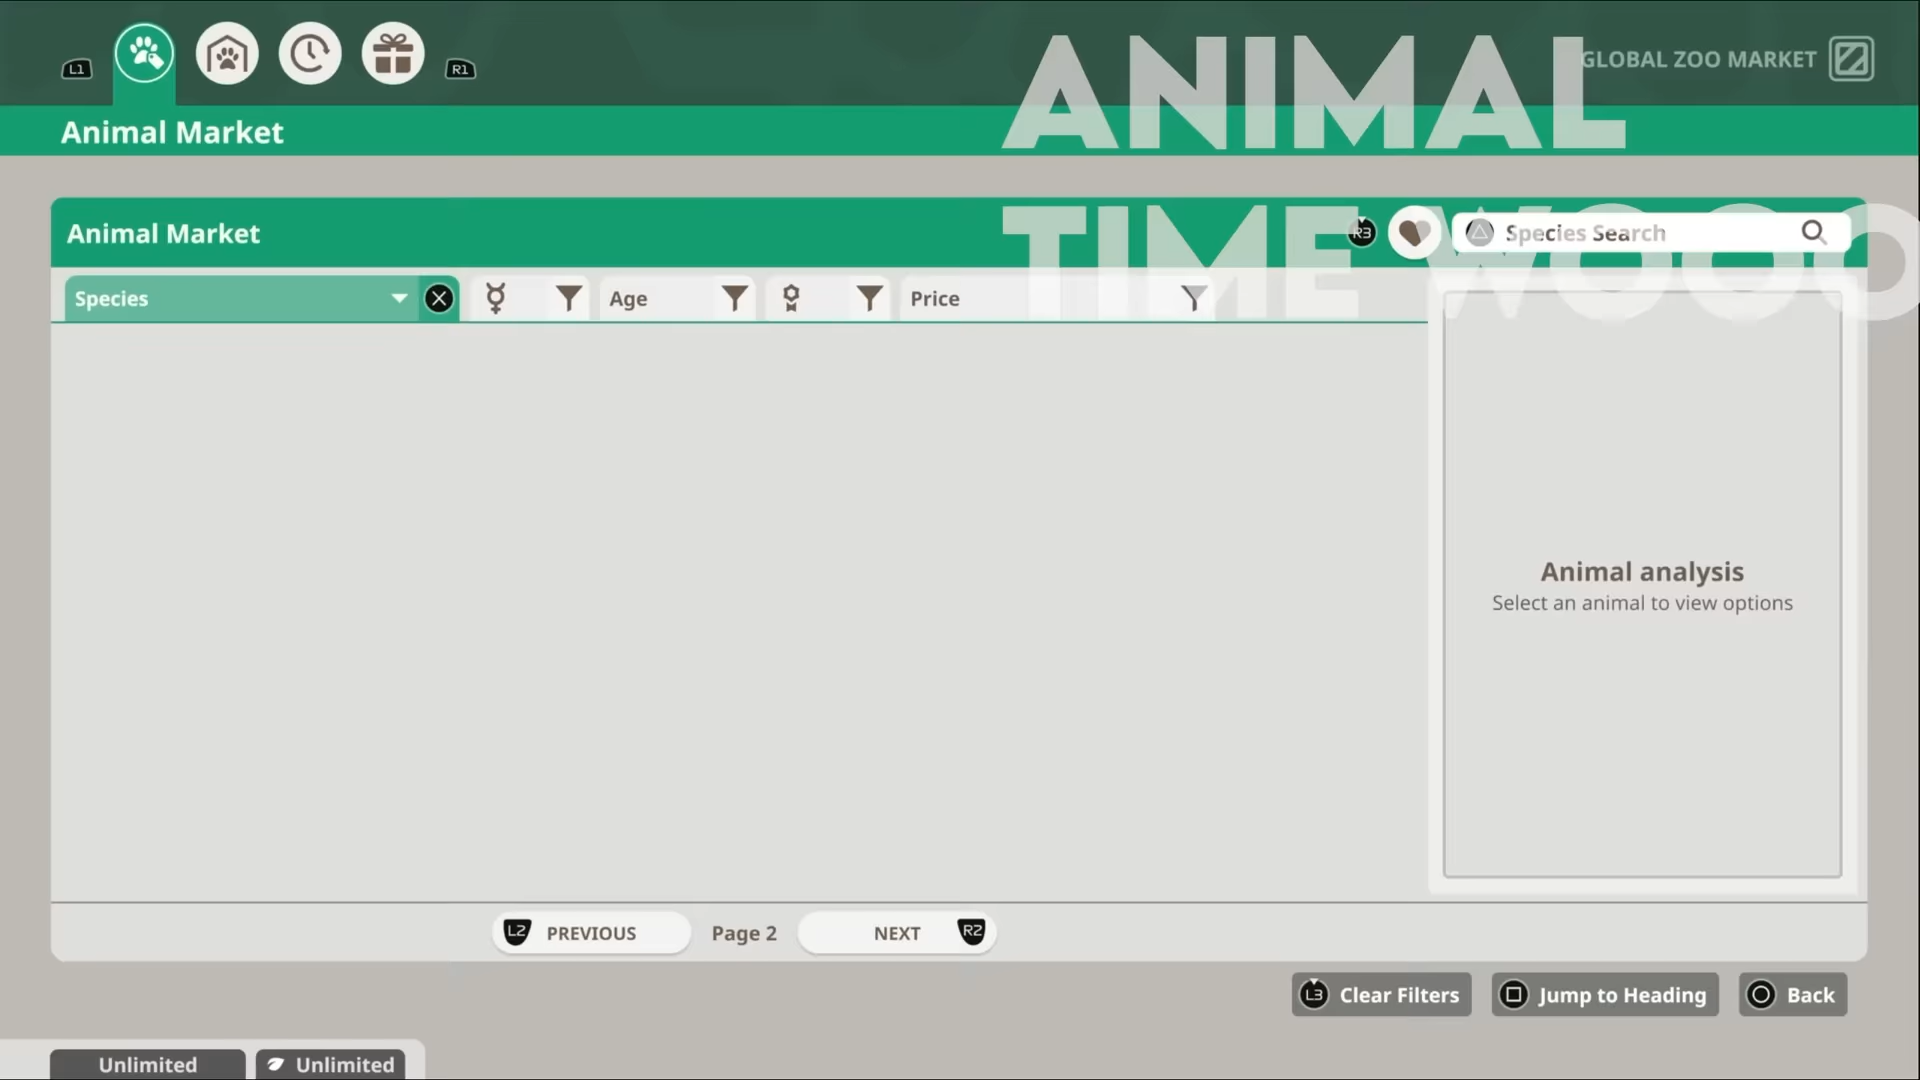 L1
R1
ANIMAL
GLOBAL ZOO MARKET
Animal Market
TIME WOOO
Animal Market
R3
Species Search
Species
Age
Price
Animal analysis
Select an animal to view options
L2 PREVIOUS
Page 2
NEXT R2
L3 Clear Filters
Jump to Heading
Back
Unlimited
Unlimited